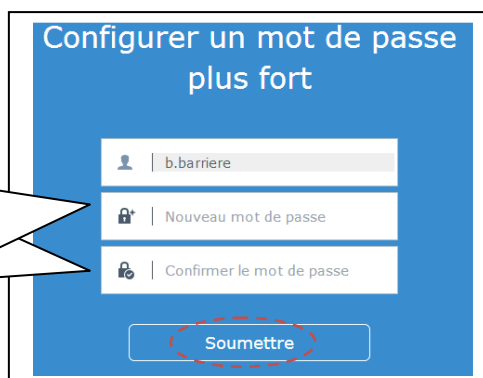 Configurer un mot de passe
plus fort
b.barriere
Nouveau mot de passe
Confirmer le mot de passe
Soumettre